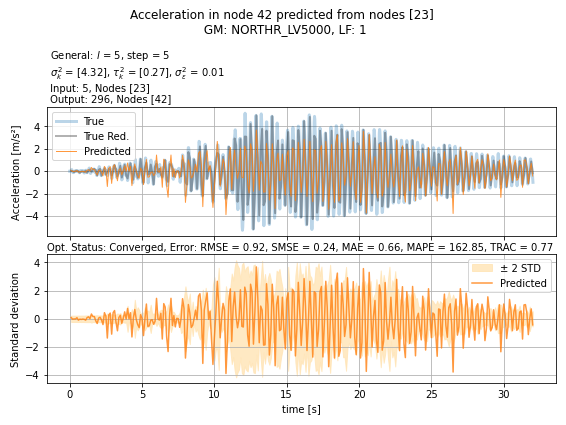 Acceleration in node 42 predicted from nodes [23]
GM: NORTHR_LV5000, LF: 1
General: l = 5, step = 5
σ²ₖ = [4.32], τ²ₖ = [0.27], σ²ε = 0.01
Input: 5, Nodes [23]
Output: 296, Nodes [42]
True
True Red.
Predicted
Acceleration [m/s²]
4
2
0
−2
−4
Opt. Status: Converged, Error: RMSE = 0.92, SMSE = 0.24, MAE = 0.66, MAPE = 162.85, TRAC = 0.77
± 2 STD
Predicted
Standard deviation
4
2
0
−2
−4
0 5 10 15 20 25 30
time [s]